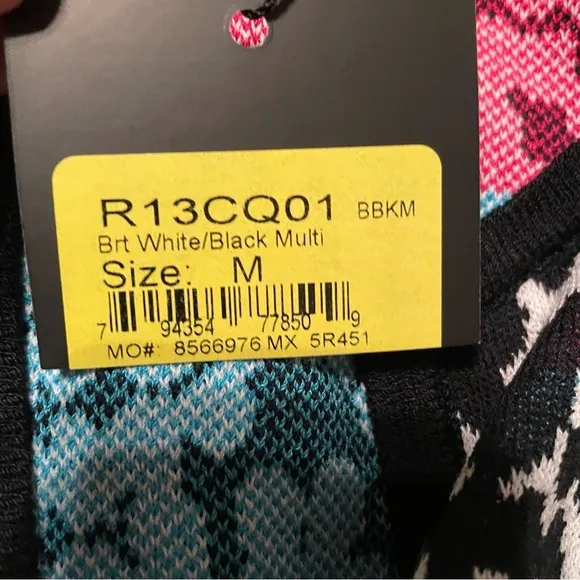 R13CQ01 BBKM
Brt White/Black Multi
Size: M
7 94354 77850 9
MO#: 8566976 MX 5R451